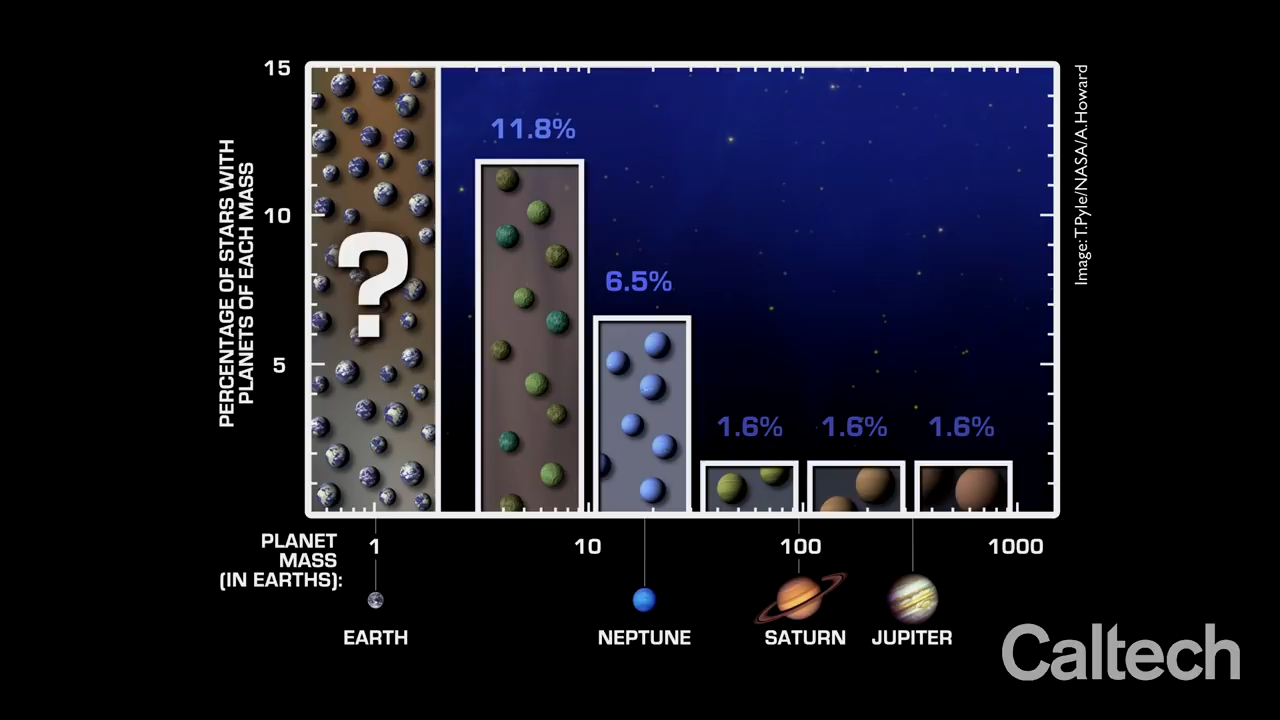 15
10
5
PERCENTAGE OF STARS WITH
PLANETS OF EACH MASS
?
11.8%
6.5%
1.6%
1.6%
1.6%
Image:T.Pyle/NASA/A.Howard
PLANET
MASS
(IN EARTHS):
1
10
100
1000
EARTH
NEPTUNE
SATURN
JUPITER
Caltech